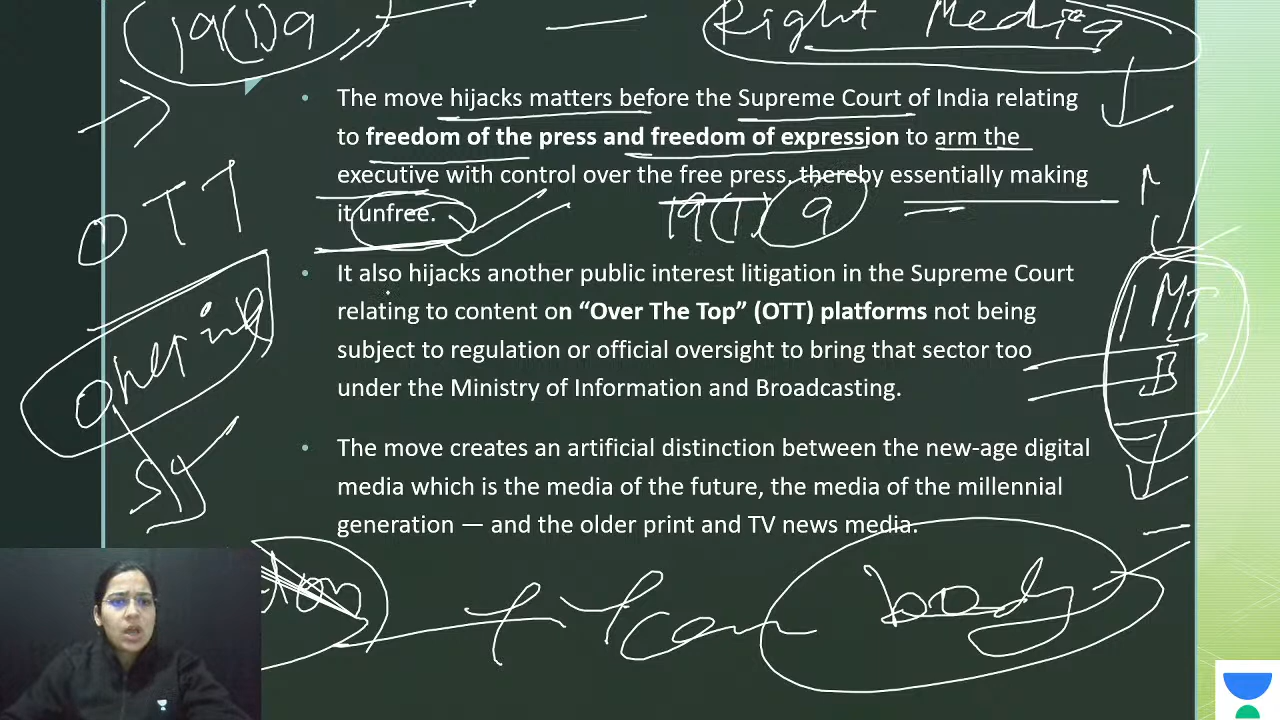 19(1)a
Right Media
The move hijacks matters before the Supreme Court of India relating
to freedom of the press and freedom of expression to arm the
executive with control over the free press, thereby essentially making
it unfree.
19(1)a
OTT
It also hijacks another public interest litigation in the Supreme Court
relating to content on “Over The Top” (OTT) platforms not being
subject to regulation or official oversight to bring that sector too
under the Ministry of Information and Broadcasting.
The move creates an artificial distinction between the new-age digital
media which is the media of the future, the media of the millennial
generation — and the older print and TV news media.
body